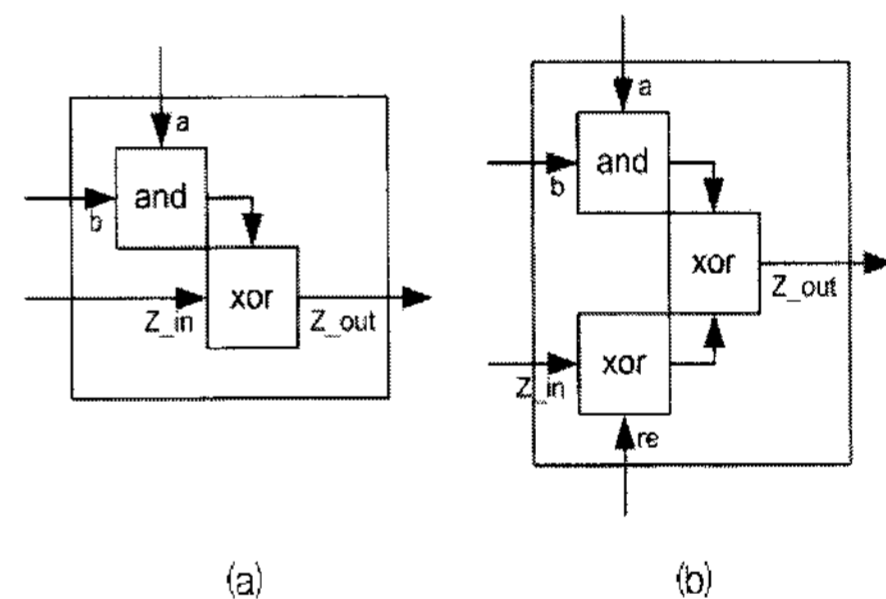 a
and
b
xor
Z_in
Z_out
(a)
a
and
b
xor
Z_out
xor
Z_in
re
(b)